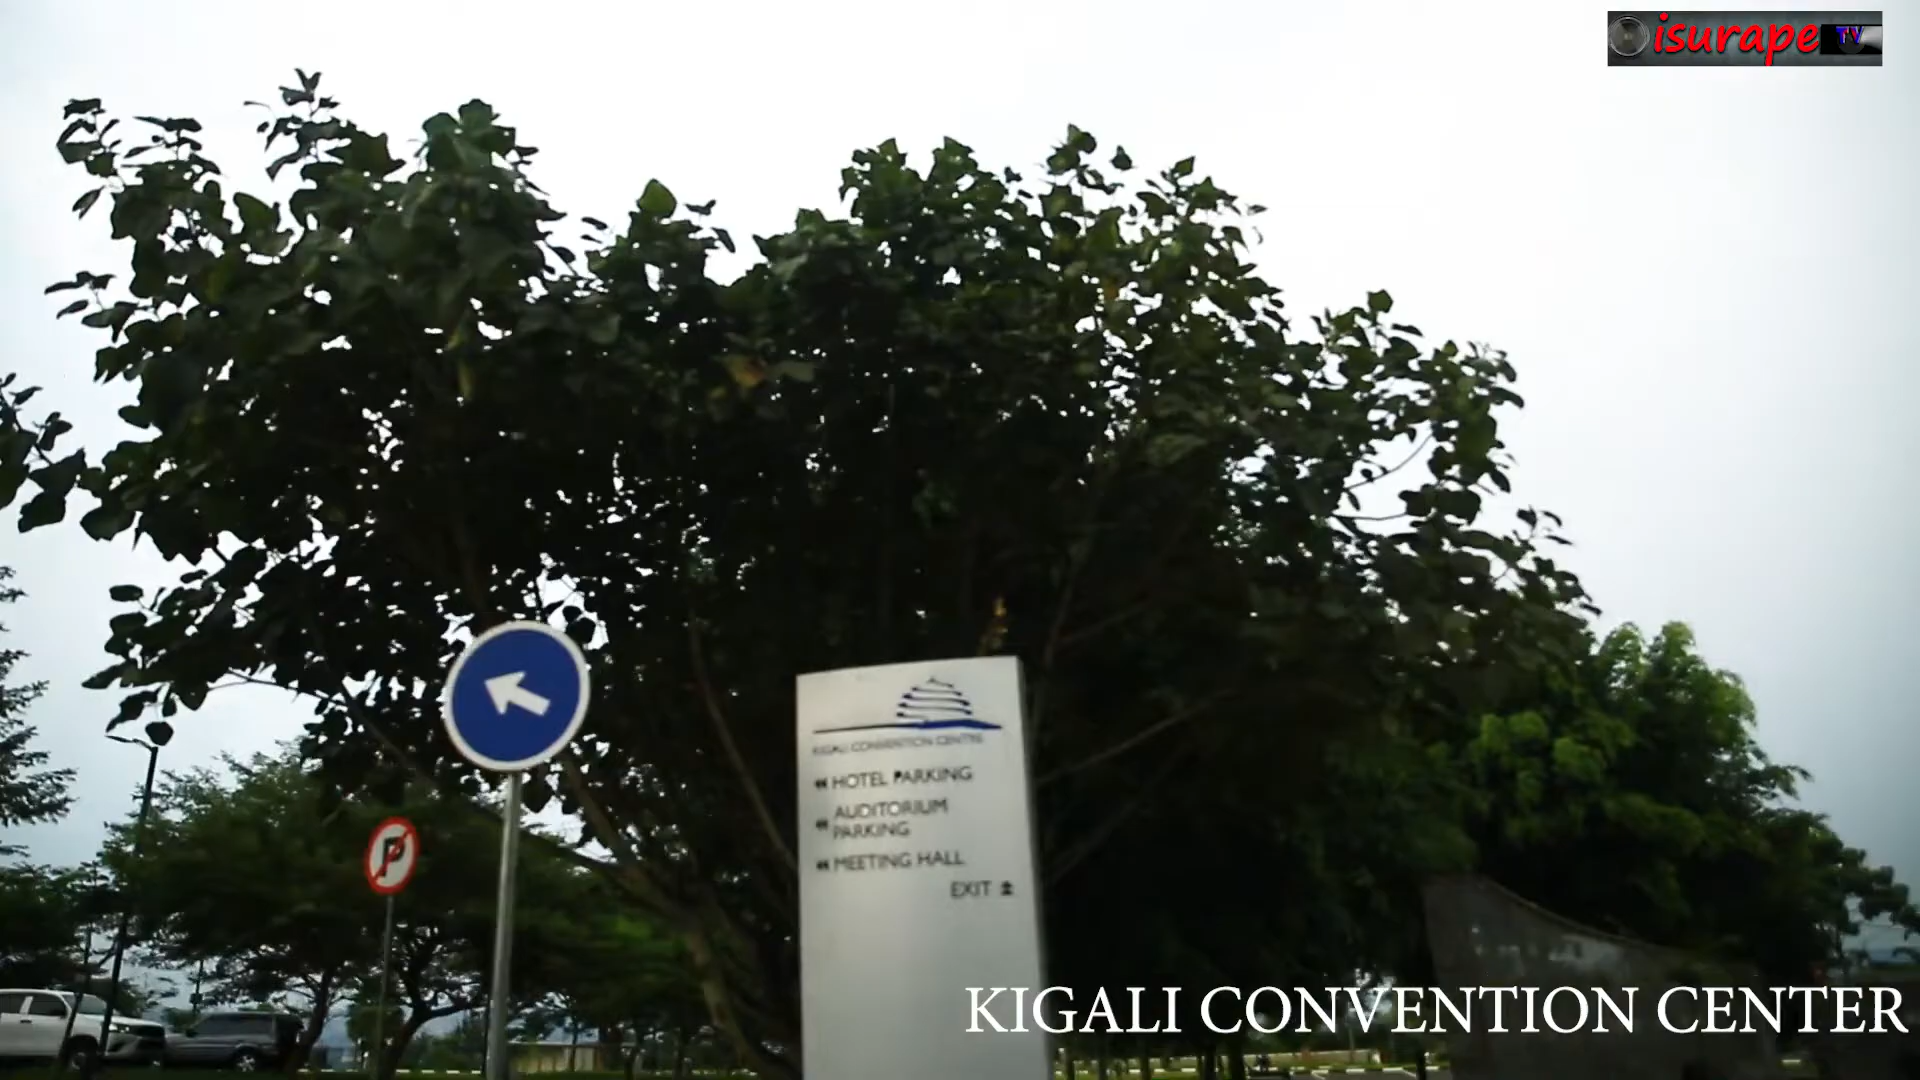 isurape TV
P
KIGALI CONVENTION CENTRE
HOTEL PARKING
AUDITORIUM
PARKING
MEETING HALL
EXIT
KIGALI CONVENTION CENTER